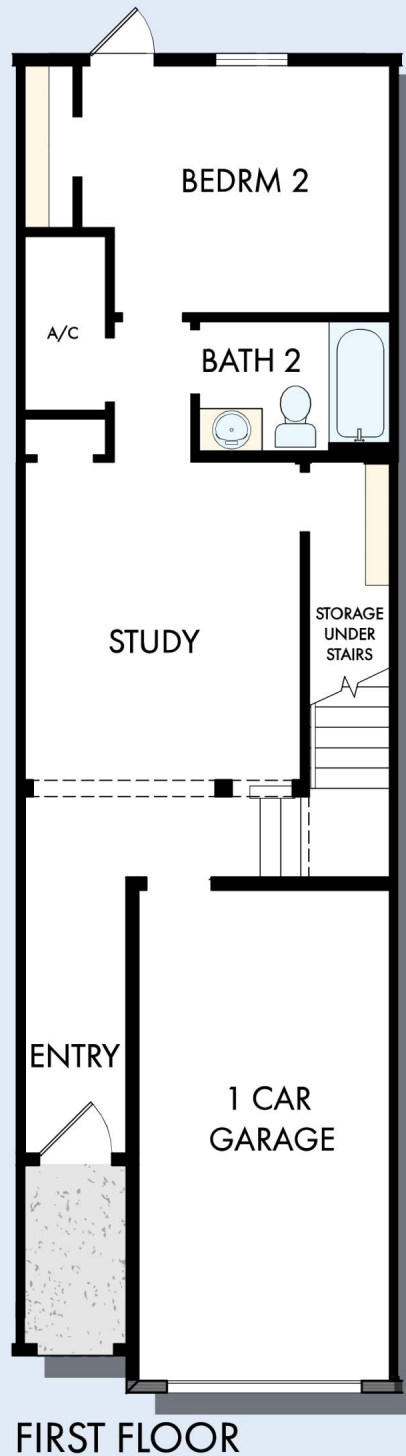 BEDRM 2
A/C
BATH 2
STUDY
STORAGE
UNDER
STAIRS
ENTRY
1 CAR
GARAGE
FIRST FLOOR